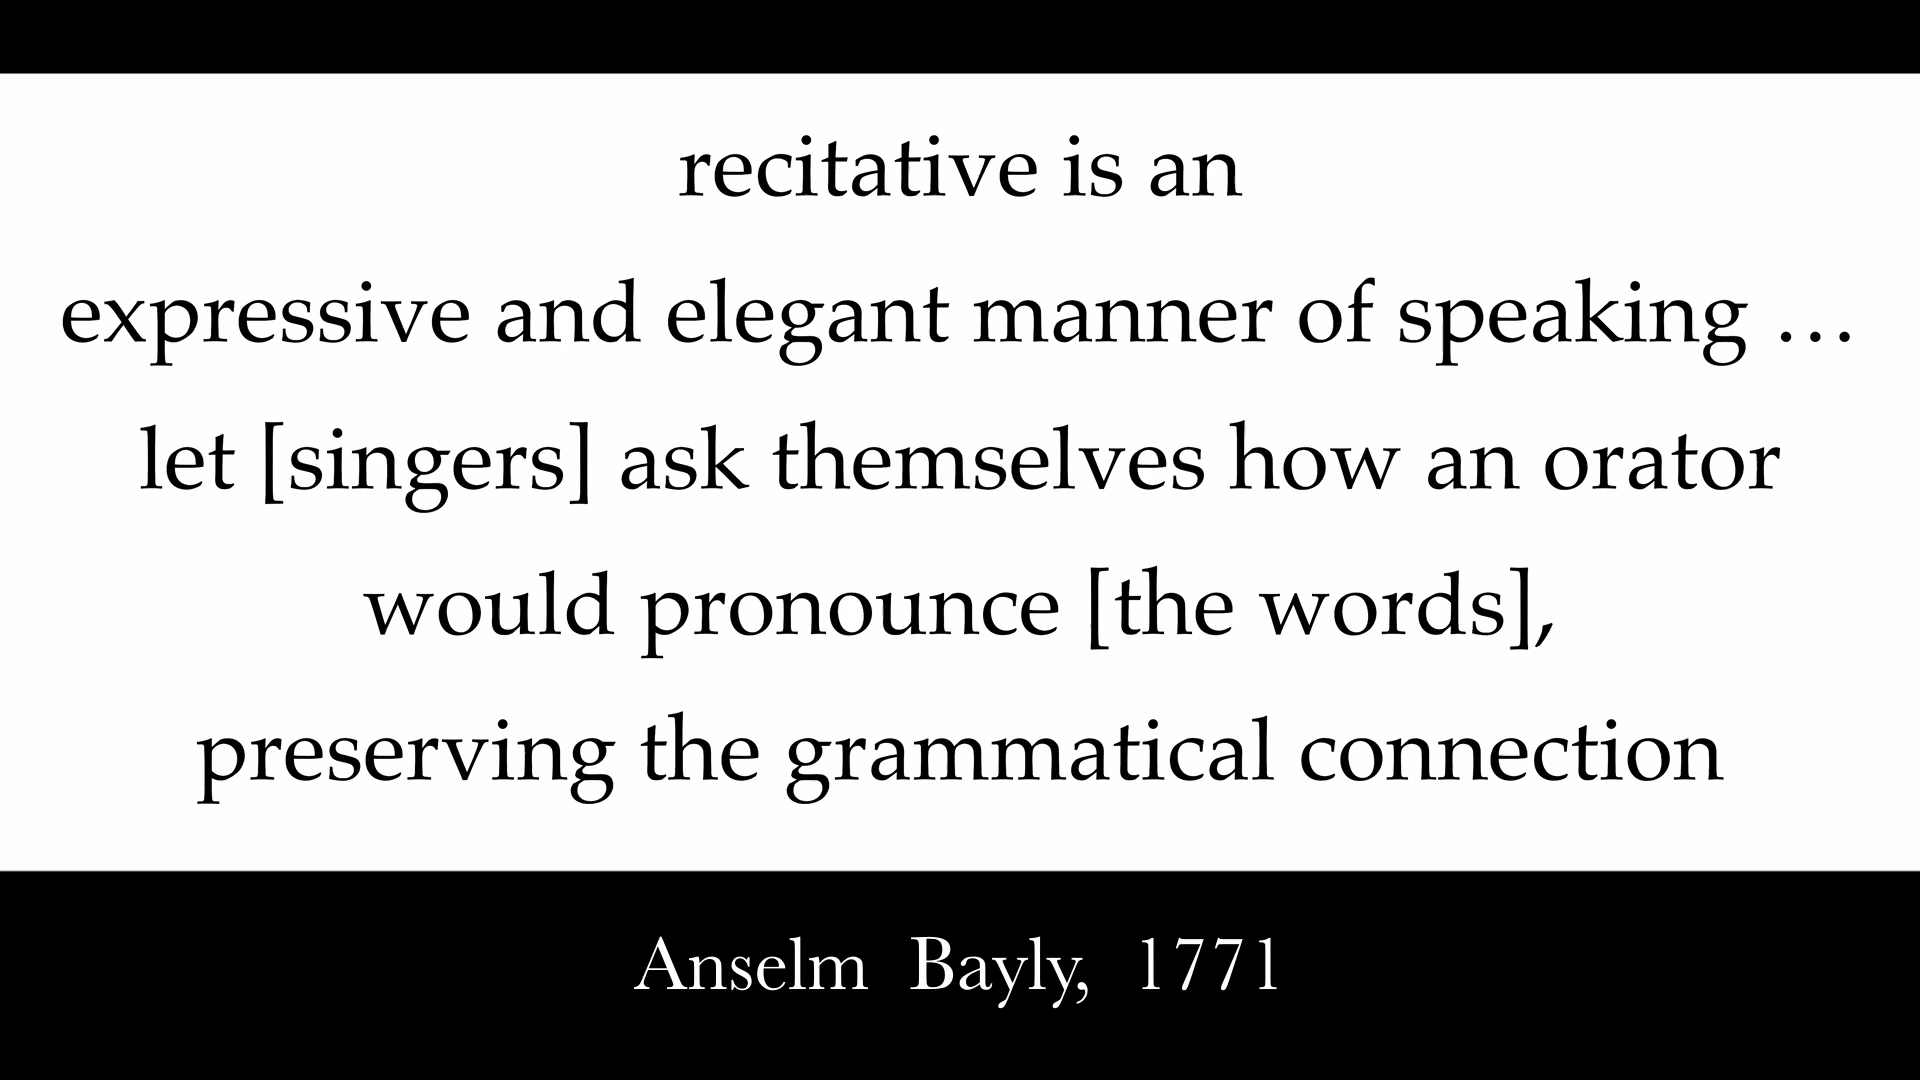 recitative is an
expressive and elegant manner of speaking …
let [singers] ask themselves how an orator
would pronounce [the words],
preserving the grammatical connection
Anselm Bayly, 1771